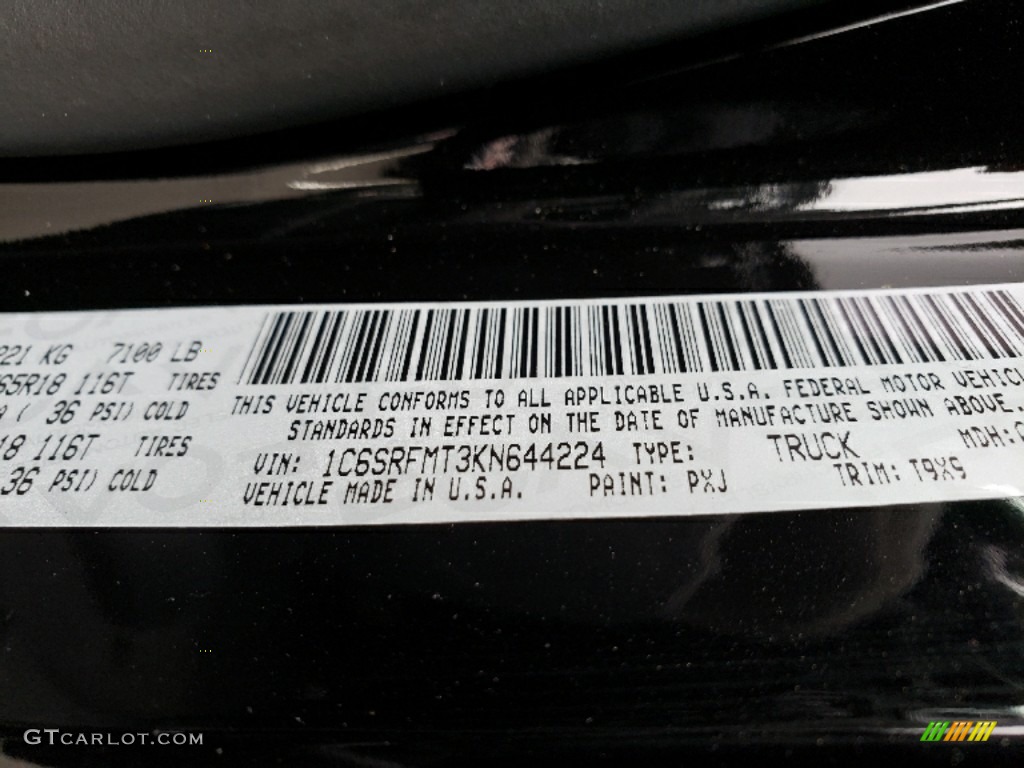 221 KG 7100 LB
65R18 116T TIRES
( 36 PSI) COLD
18 116T TIRES
36 PSI) COLD
THIS VEHICLE CONFORMS TO ALL APPLICABLE U.S.A. FEDERAL MOTOR VEHICL
STANDARDS IN EFFECT ON THE DATE OF MANUFACTURE SHOWN ABOVE.
VIN: 1C6SRFMT3KN644224 TYPE: TRUCK MDH:
VEHICLE MADE IN U.S.A. PAINT: PXJ TRIM: T9X9
GTCARLOT.COM